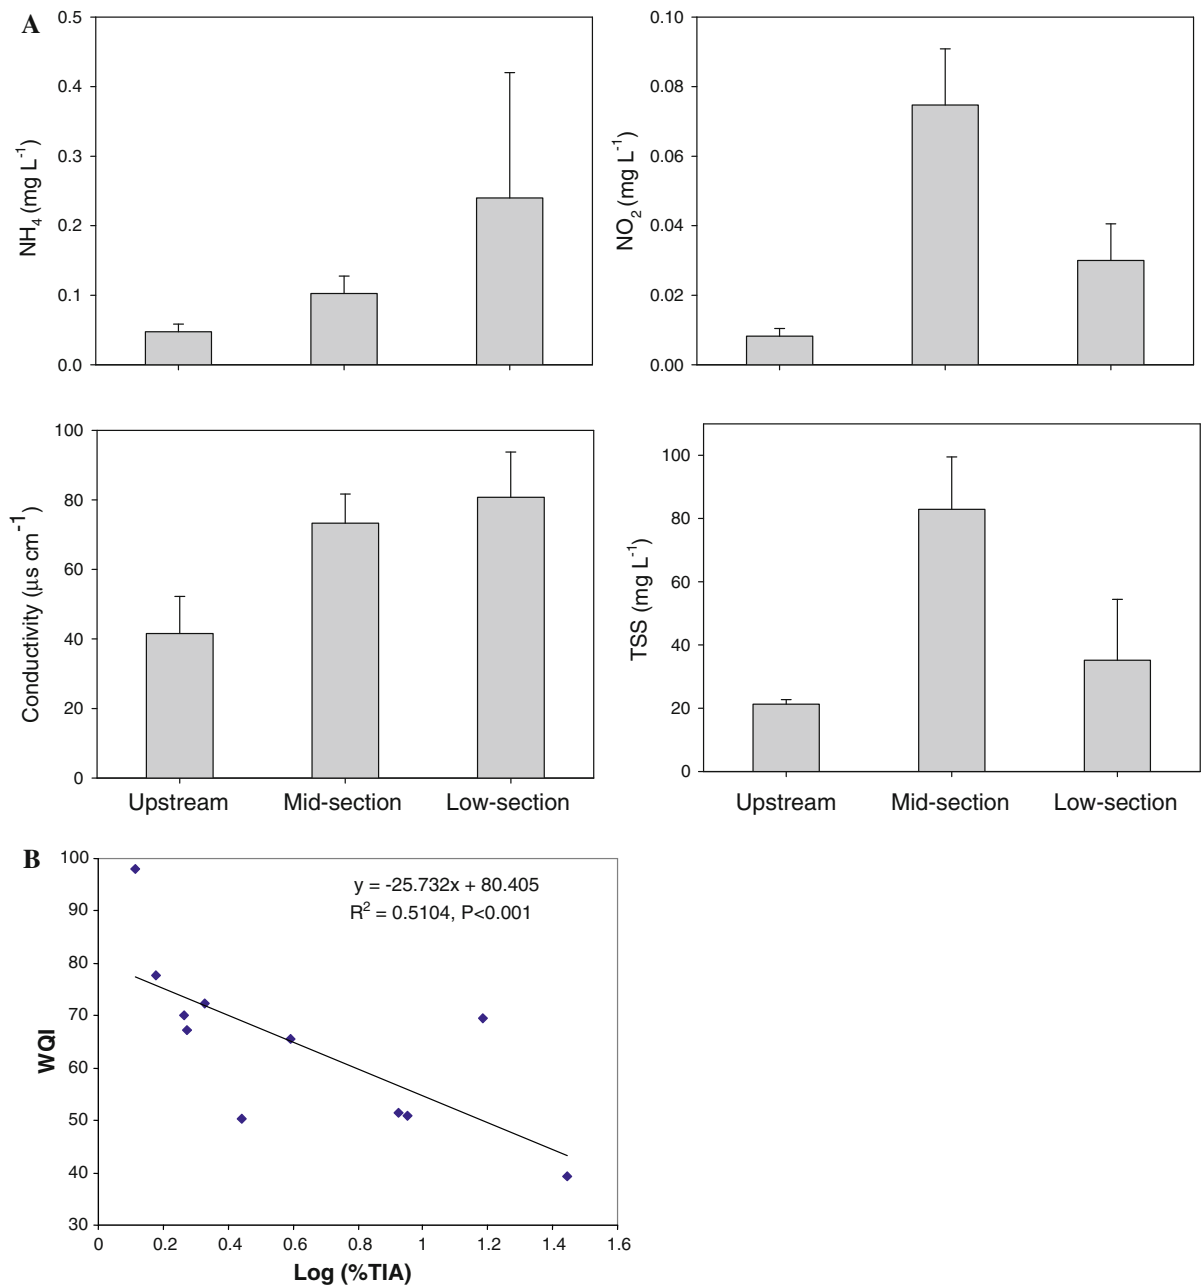 A
0.5
0.4
0.3
0.2
0.1
0.0
NH4 (mg L-1)
0.10
0.08
0.06
0.04
0.02
0.00
NO2 (mg L-1)
100
80
60
40
20
0
Conductivity (µs cm-1)
Upstream Mid-section Low-section
100
80
60
40
20
0
TSS (mg L-1)
Upstream Mid-section Low-section
B
100
90
80
70
60
50
40
30
WQI
y = -25.732x + 80.405
R2 = 0.5104, P<0.001
0 0.2 0.4 0.6 0.8 1 1.2 1.4 1.6
Log (%TIA)